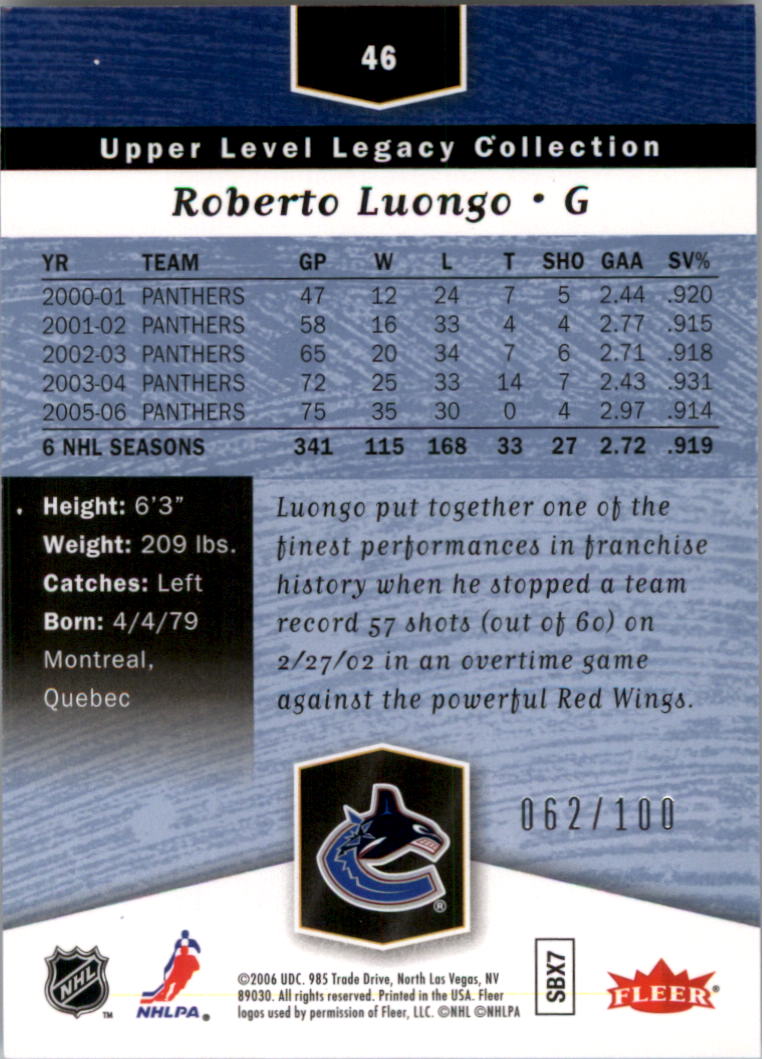 46
Upper Level Legacy Collection
Roberto Luongo • G
YR TEAM GP W L T SHO GAA SV%
2000-01 PANTHERS 47 12 24 7 5 2.44 .920
2001-02 PANTHERS 58 16 33 4 4 2.77 .915
2002-03 PANTHERS 65 20 34 7 6 2.71 .918
2003-04 PANTHERS 72 25 33 14 7 2.43 .931
2005-06 PANTHERS 75 35 30 0 4 2.97 .914
6 NHL SEASONS 341 115 168 33 27 2.72 .919
Height: 6'3"
Weight: 209 lbs.
Catches: Left
Born: 4/4/79
Montreal,
Quebec
Luongo put together one of the
finest performances in franchise
history when he stopped a team
record 57 shots (out of 60) on
2/27/02 in an overtime game
against the powerful Red Wings.
062/100
®
NHL
™
NHLPA®
©2006 UDC. 985 Trade Drive, North Las Vegas, NV
89030. All rights reserved. Printed in the USA. Fleer
logos used by permission of Fleer, LLC. ©NHL ©NHLPA
SBX7
FLEER®